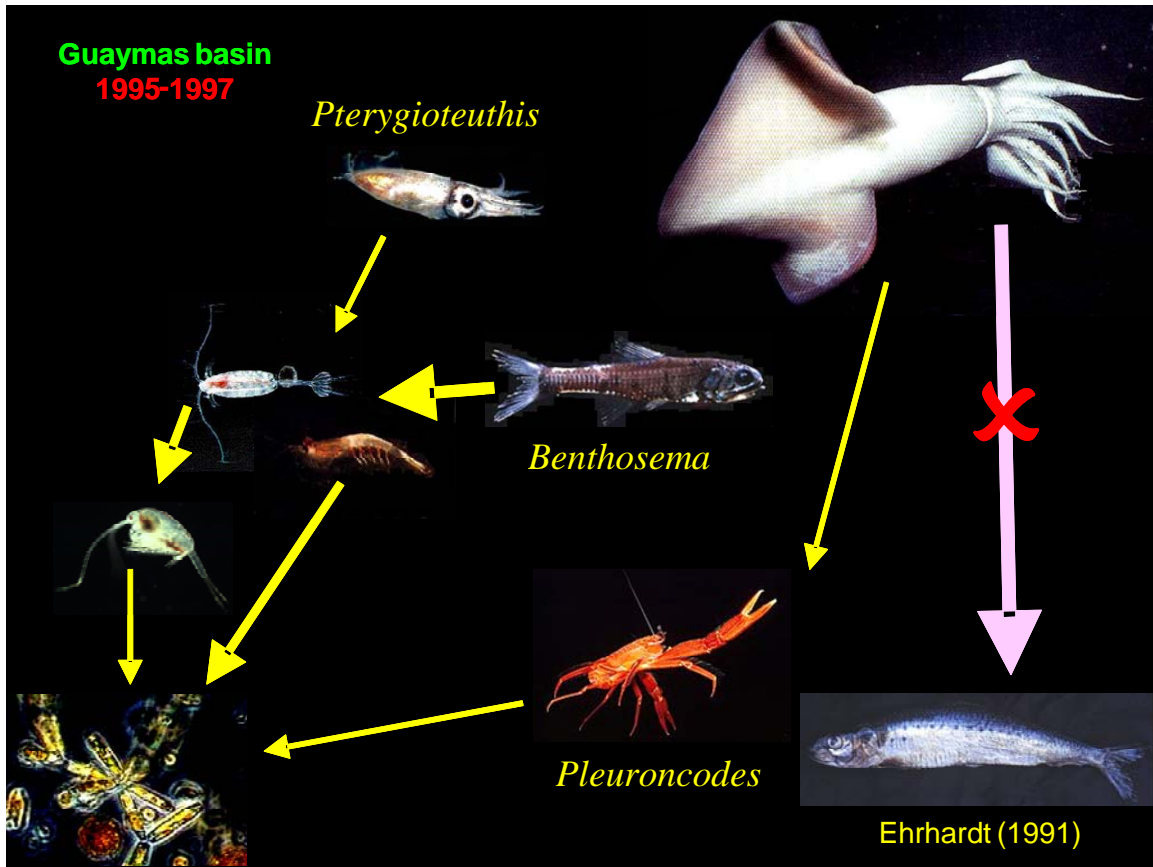 Guaymas basin
1995-1997
Pterygioteuthis
Benthosema
Pleuroncodes
Ehrhardt (1991)